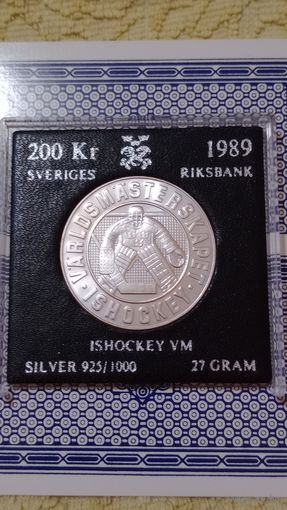 200 Kr 1989
SVERIGES RIKSBANK
VÄRLDSMÄSTERSKAPET
ISHOCKEY
ISHOCKEY VM
SILVER 925/1000 27 GRAM